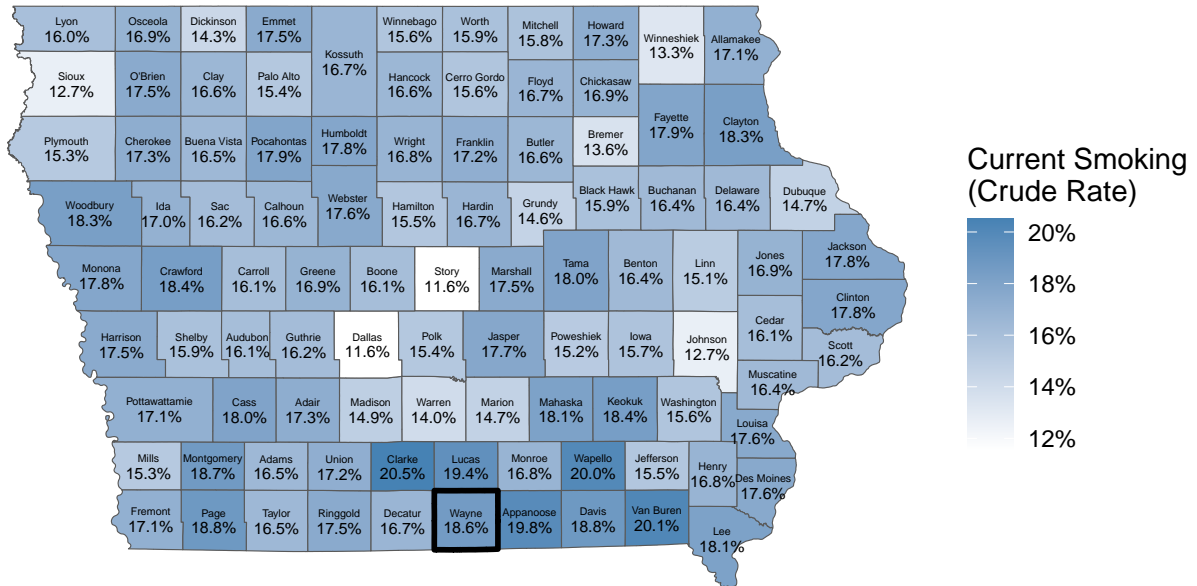 Lyon
16.0%
Osceola
16.9%
Dickinson
14.3%
Emmet
17.5%
Kossuth
16.7%
Winnebago
15.6%
Worth
15.9%
Mitchell
15.8%
Howard
17.3%
Winneshiek
13.3%
Allamakee
17.1%
Sioux
12.7%
O'Brien
17.5%
Clay
16.6%
Palo Alto
15.4%
Hancock
16.6%
Cerro Gordo
15.6%
Floyd
16.7%
Chickasaw
16.9%
Plymouth
15.3%
Cherokee
17.3%
Buena Vista
16.5%
Pocahontas
17.9%
Humboldt
17.8%
Wright
16.8%
Franklin
17.2%
Butler
16.6%
Bremer
13.6%
Fayette
17.9%
Clayton
18.3%
Woodbury
18.3%
Ida
17.0%
Sac
16.2%
Calhoun
16.6%
Webster
17.6%
Hamilton
15.5%
Hardin
16.7%
Grundy
14.6%
Black Hawk
15.9%
Buchanan
16.4%
Delaware
16.4%
Dubuque
14.7%
Monona
17.8%
Crawford
18.4%
Carroll
16.1%
Greene
16.9%
Boone
16.1%
Story
11.6%
Marshall
17.5%
Tama
18.0%
Benton
16.4%
Linn
15.1%
Jones
16.9%
Jackson
17.8%
Clinton
17.8%
Harrison
17.5%
Shelby
15.9%
Audubon
16.1%
Guthrie
16.2%
Dallas
11.6%
Polk
15.4%
Jasper
17.7%
Poweshiek
15.2%
Iowa
15.7%
Johnson
12.7%
Cedar
16.1%
Scott
16.2%
Muscatine
16.4%
Pottawattamie
17.1%
Cass
18.0%
Adair
17.3%
Madison
14.9%
Warren
14.0%
Marion
14.7%
Mahaska
18.1%
Keokuk
18.4%
Washington
15.6%
Louisa
17.6%
Mills
15.3%
Montgomery
18.7%
Adams
16.5%
Union
17.2%
Clarke
20.5%
Lucas
19.4%
Monroe
16.8%
Wapello
20.0%
Jefferson
15.5%
Henry
16.8%
Des Moines
17.6%
Fremont
17.1%
Page
18.8%
Taylor
16.5%
Ringgold
17.5%
Decatur
16.7%
Wayne
18.6%
Appanoose
19.8%
Davis
18.8%
Van Buren
20.1%
Lee
18.1%
Current Smoking
(Crude Rate)
20%
18%
16%
14%
12%